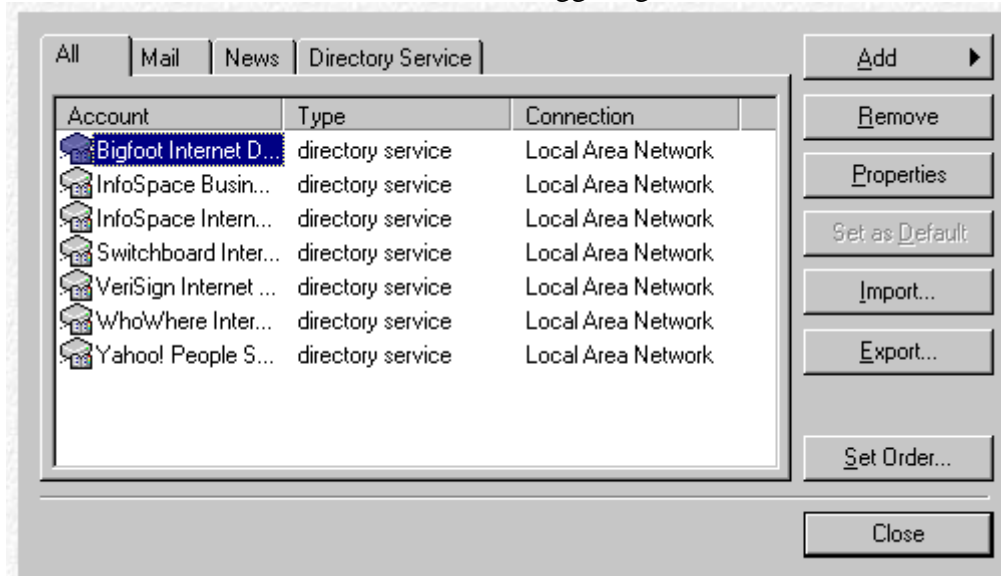 All Mail News Directory Service
Add
Account Type Connection
Remove
Bigfoot Internet D... directory service Local Area Network
InfoSpace Busin... directory service Local Area Network
Properties
InfoSpace Intern... directory service Local Area Network
Set as Default
Switchboard Inter... directory service Local Area Network
VeriSign Internet ... directory service Local Area Network
Import...
WhoWhere Inter... directory service Local Area Network
Yahoo! People S... directory service Local Area Network
Export...
Set Order...
Close